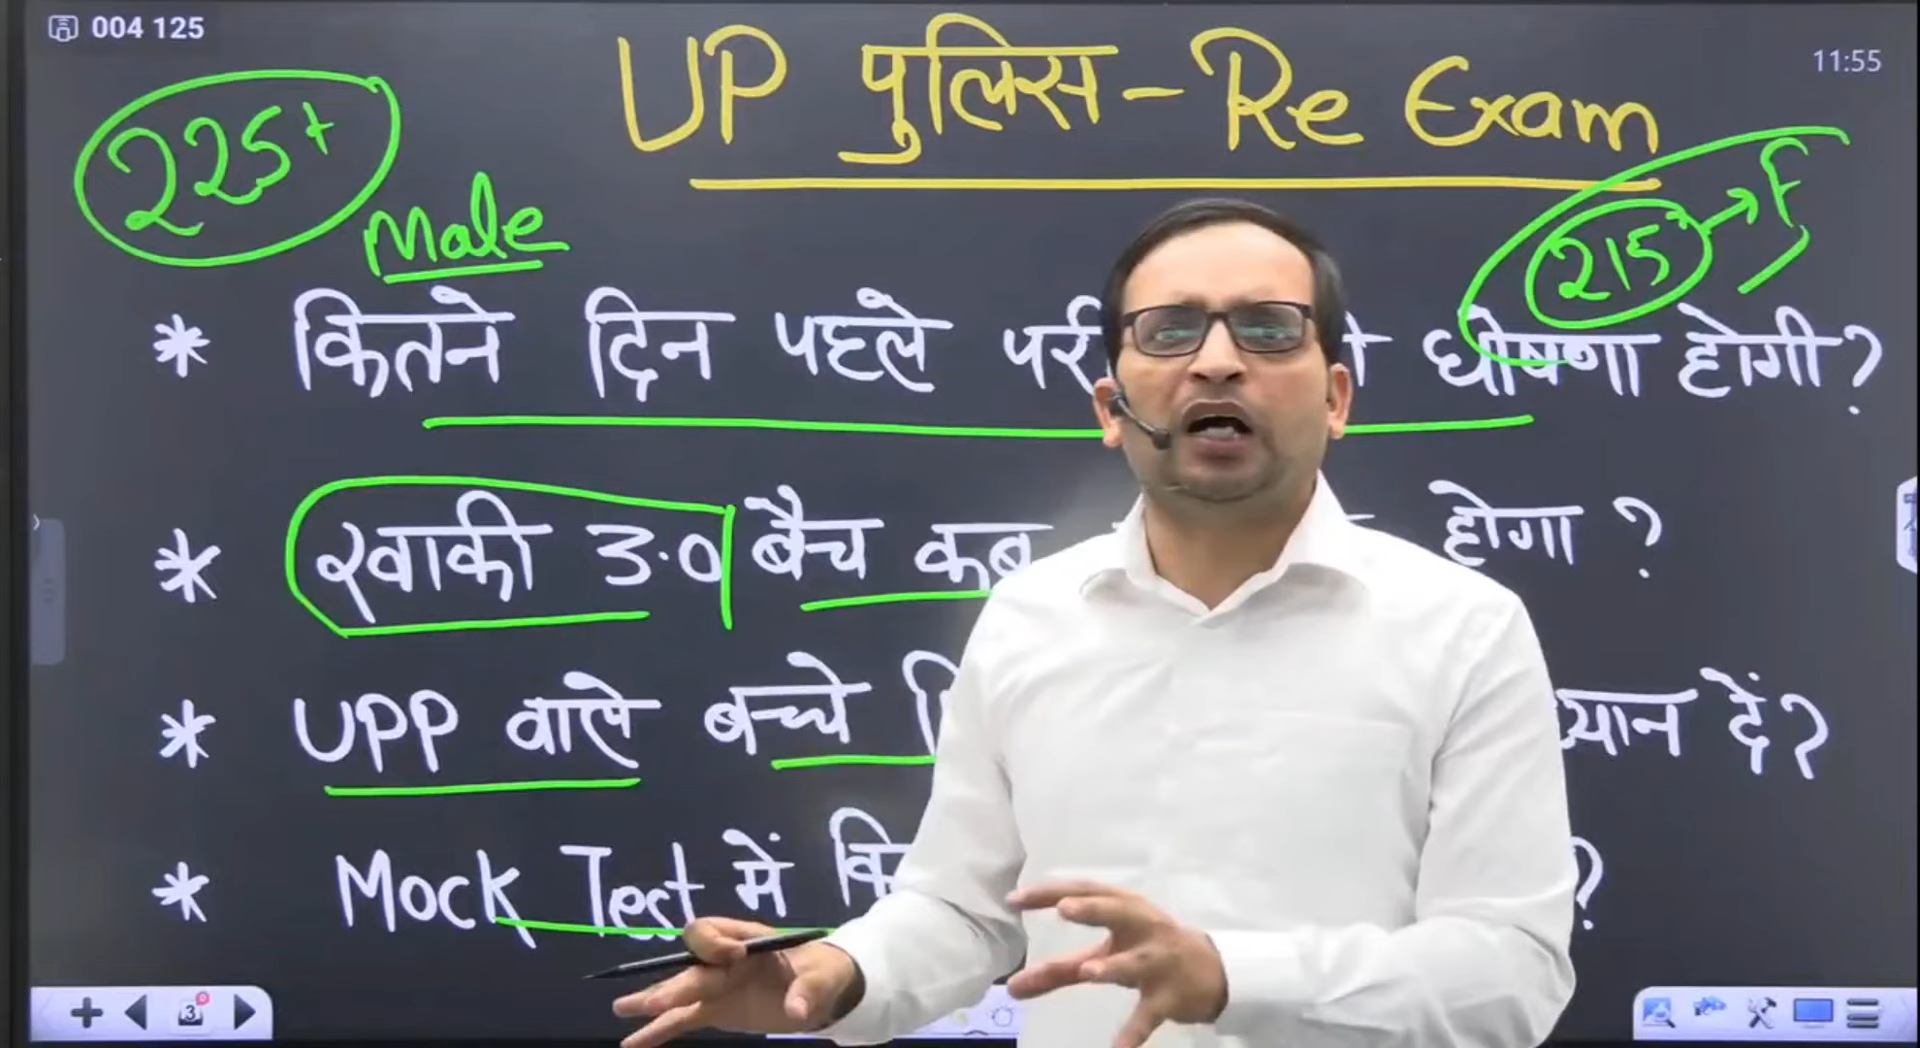 004 125
11:55
UP पुलिस - Re Exam
225+
Male
215 → F
* कितने दिन पहले घोषणा होगी?
* खाकी 3.0 बैच कब होगा ?
* UPP वाले बच्चे ध्यान दें?
* Mock Test में ?
3